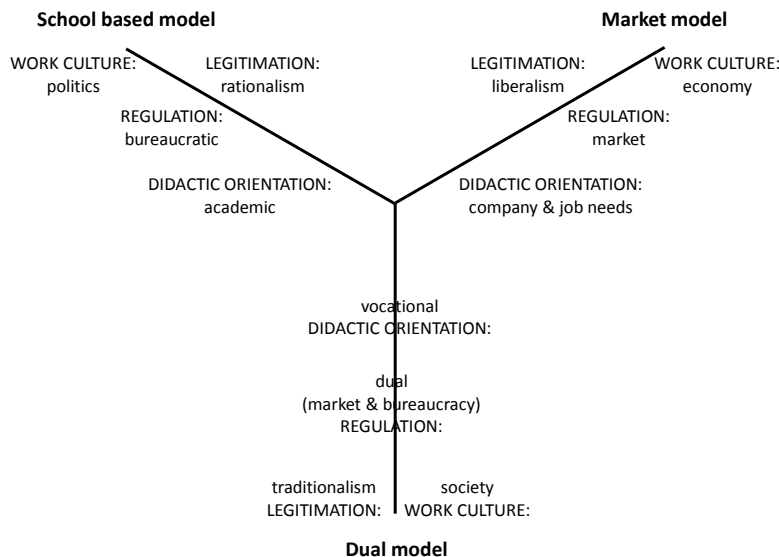 School based model
Market model
WORK CULTURE:
politics
LEGITIMATION:
rationalism
LEGITIMATION:
liberalism
WORK CULTURE:
economy
REGULATION:
bureaucratic
REGULATION:
market
DIDACTIC ORIENTATION:
academic
DIDACTIC ORIENTATION:
company & job needs
vocational
DIDACTIC ORIENTATION:
dual
(market & bureaucracy)
REGULATION:
traditionalism
LEGITIMATION:
society
WORK CULTURE:
Dual model